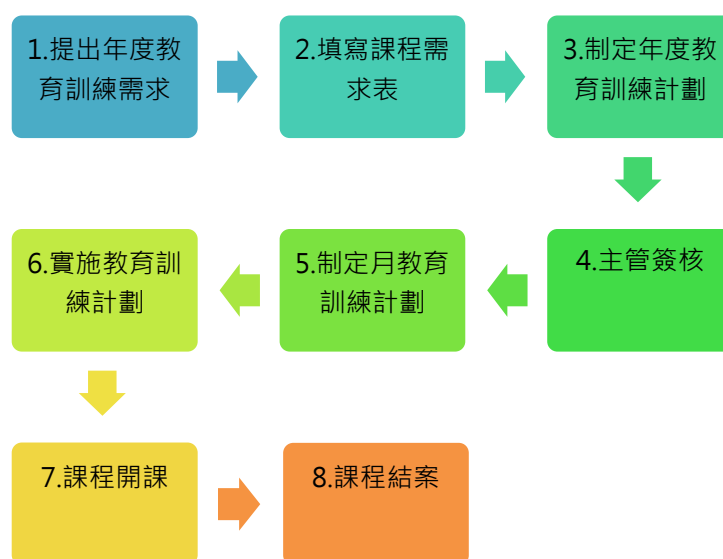 1.提出年度教
育訓練需求
2.填寫課程需
求表
3.制定年度教
育訓練計劃
4.主管簽核
5.制定月教育
訓練計劃
6.實施教育訓
練計劃
7.課程開課
8.課程結案